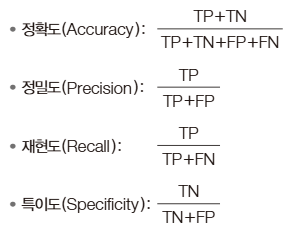 • 정확도(Accuracy): TP+TN / TP+TN+FP+FN
• 정밀도(Precision): TP / TP+FP
• 재현도(Recall): TP / TP+FN
• 특이도(Specificity): TN / TN+FP